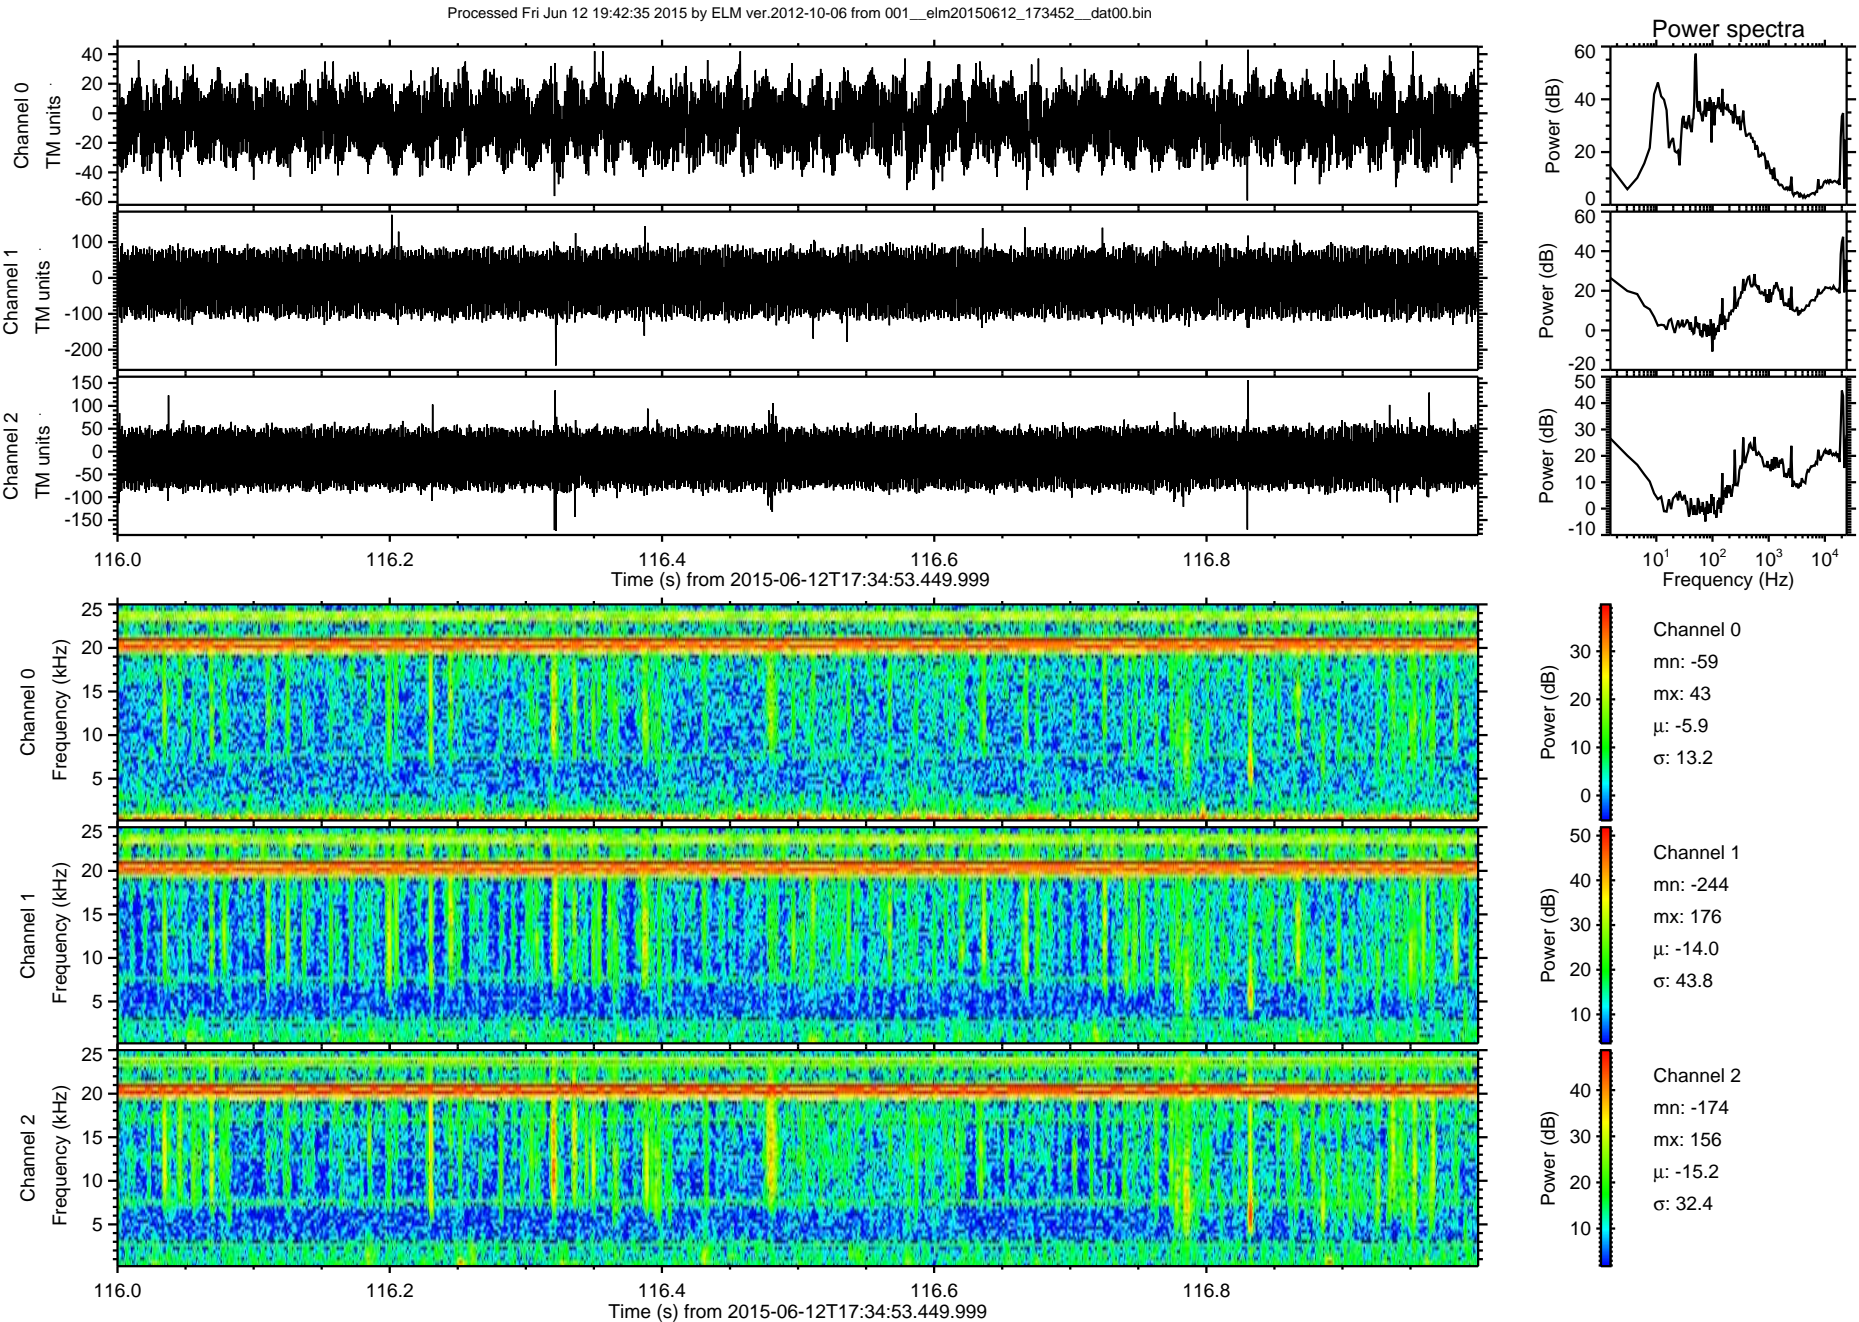 Processed Fri Jun 12 19:42:35 2015 by ELM ver.2012-10-06 from 001__elm20150612_173452__dat00.bin
Power spectra
Channel 0
TM units
40
20
0
-20
-40
-60
Power (dB)
60
40
20
0
Channel 1
TM units
100
0
-100
-200
Power (dB)
60
40
20
0
-20
Channel 2
TM units
150
100
50
0
-50
-100
-150
Power (dB)
50
40
30
20
10
0
-10
116.0 116.2 116.4 116.6 116.8
Time (s) from 2015-06-12T17:34:53.449.999
10^1 10^2 10^3 10^4
Frequency (Hz)
Channel 0
Frequency (kHz)
25
20
15
10
5
Power (dB)
30
20
10
0
Channel 0
mn: -59
mx: 43
μ: -5.9
σ: 13.2
Channel 1
Frequency (kHz)
25
20
15
10
5
Power (dB)
50
40
30
20
10
Channel 1
mn: -244
mx: 176
μ: -14.0
σ: 43.8
Channel 2
Frequency (kHz)
25
20
15
10
5
Power (dB)
40
30
20
10
Channel 2
mn: -174
mx: 156
μ: -15.2
σ: 32.4
116.0 116.2 116.4 116.6 116.8
Time (s) from 2015-06-12T17:34:53.449.999